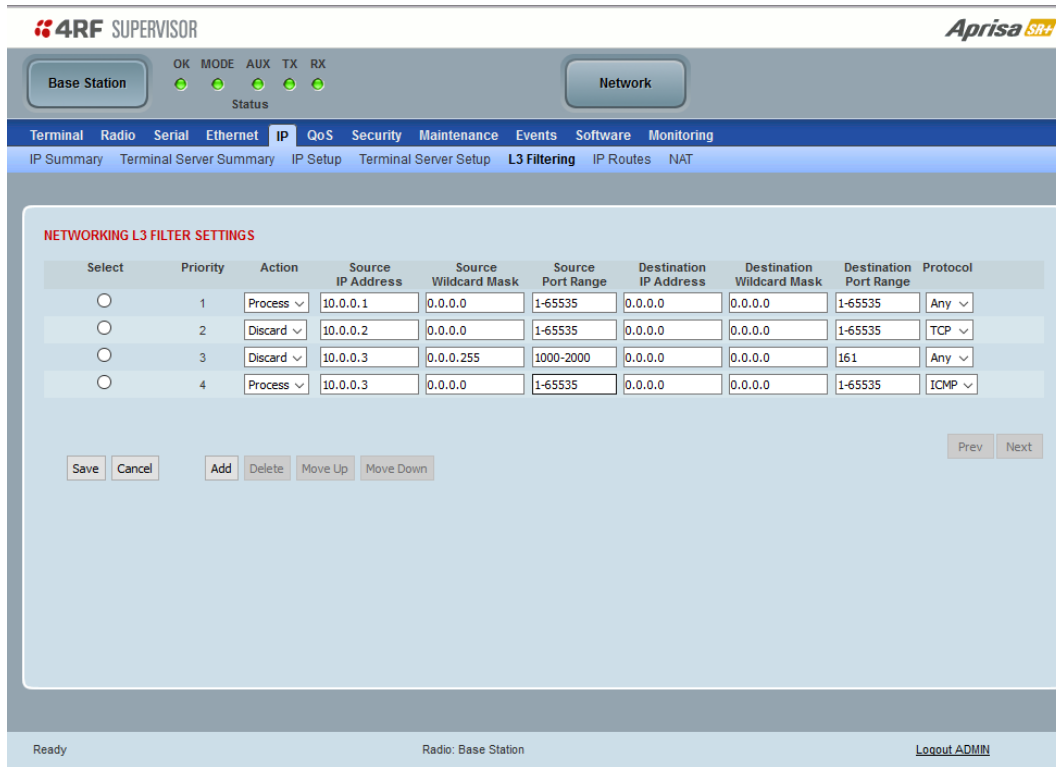 4RF SUPERVISOR
Aprisa SR+
Base Station
OK MODE AUX TX RX
Status
Network
Terminal Radio Serial Ethernet IP QoS Security Maintenance Events Software Monitoring
IP Summary Terminal Server Summary IP Setup Terminal Server Setup L3 Filtering IP Routes NAT
NETWORKING L3 FILTER SETTINGS
Select Priority Action Source IP Address Source Wildcard Mask Source Port Range Destination IP Address Destination Wildcard Mask Destination Port Range Protocol
1 Process 10.0.0.1 0.0.0.0 1-65535 0.0.0.0 0.0.0.0 1-65535 Any
2 Discard 10.0.0.2 0.0.0.0 1-65535 0.0.0.0 0.0.0.0 1-65535 TCP
3 Discard 10.0.0.3 0.0.0.255 1000-2000 0.0.0.0 0.0.0.0 161 Any
4 Process 10.0.0.3 0.0.0.0 1-65535 0.0.0.0 0.0.0.0 1-65535 ICMP
Prev Next
Save Cancel Add Delete Move Up Move Down
Ready Radio: Base Station Logout ADMIN